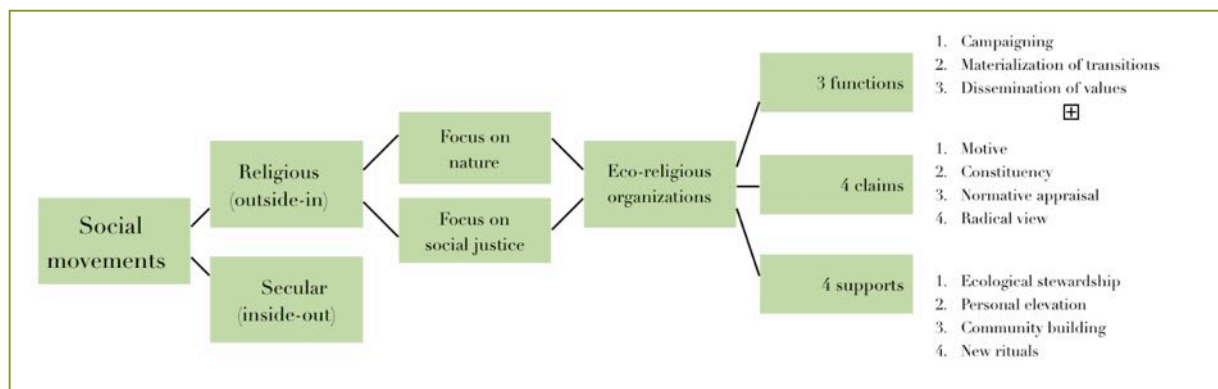 Social
movements
Religious
(outside-in)
Secular
(inside-out)
Focus on
nature
Focus on
social justice
Eco-religious
organizations
3 functions
1. Campaigning
2. Materialization of transitions
3. Dissemination of values
4 claims
1. Motive
2. Constituency
3. Normative appraisal
4. Radical view
4 supports
1. Ecological stewardship
2. Personal elevation
3. Community building
4. New rituals